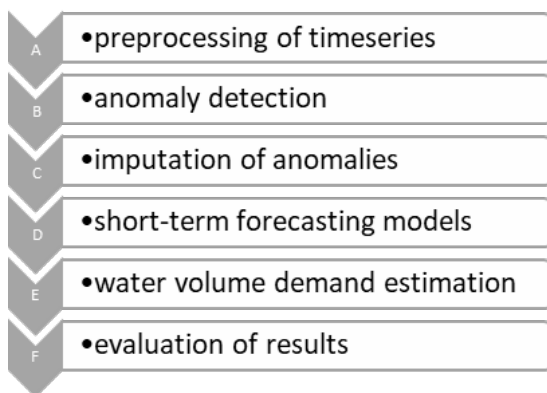 A •preprocessing of timeseries
B •anomaly detection
C •imputation of anomalies
D •short-term forecasting models
E •water volume demand estimation
F •evaluation of results